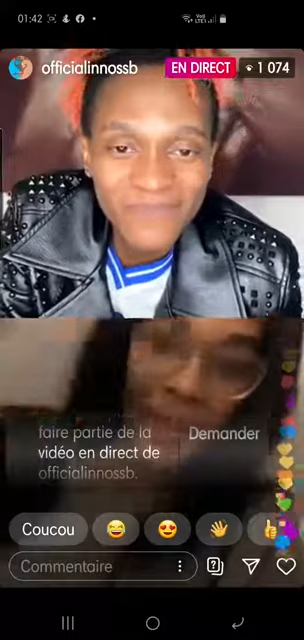 01:42
VoLTE1
officialinnossb
EN DIRECT
1 074
faire partie de la
vidéo en direct de
officialinnossb.
Demander
Coucou
Commentaire